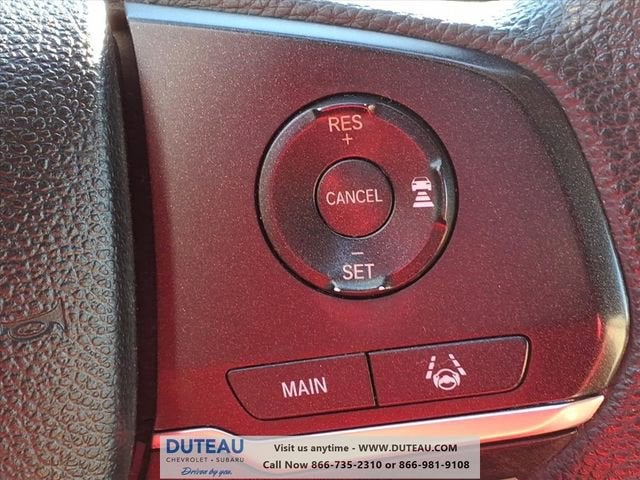 RES
+
CANCEL
−
SET
MAIN
DUTEAU
CHEVROLET • SUBARU
Driven by you.
Visit us anytime - WWW.DUTEAU.COM
Call Now 866-735-2310 or 866-981-9108